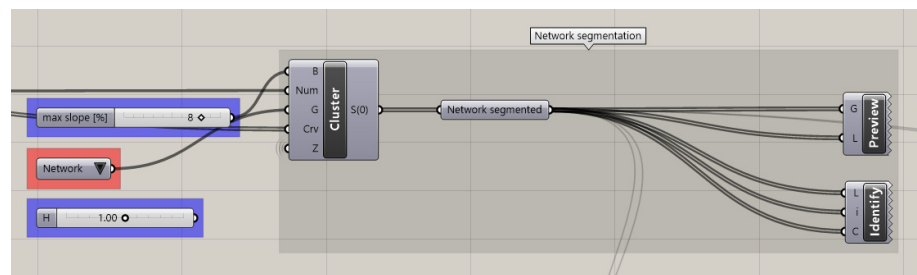 Network segmentation
B
Num
G
Crv
Z
Cluster
S(0)
Network segmented
max slope [%]
8
Network
H
1.00
G
L
Preview
L
i
C
Identify